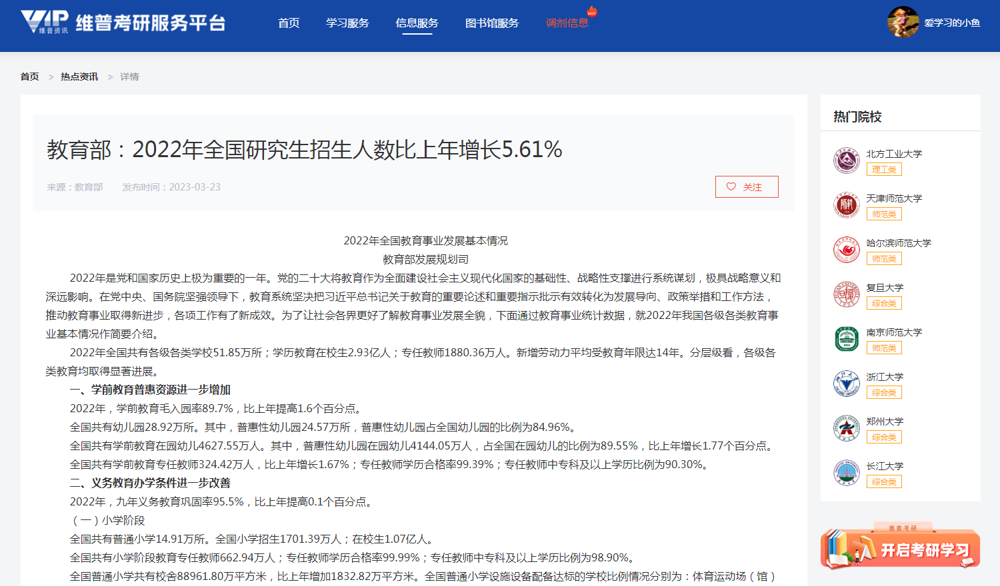 VIP 维普资讯 维普考研服务平台
首页 学习服务 信息服务 图书馆服务 调剂信息 HOT 爱学习的小鱼
首页 > 热点资讯 > 详情
教育部：2022年全国研究生招生人数比上年增长5.61%
来源：教育部 发布时间：2023-03-23 关注
2022年全国教育事业发展基本情况
教育部发展规划司
2022年是党和国家历史上极为重要的一年。党的二十大将教育作为全面建设社会主义现代化国家的基础性、战略性支撑进行系统谋划，极具战略意义和
深远影响。在党中央、国务院坚强领导下，教育系统坚决把习近平总书记关于教育的重要论述和重要指示批示有效转化为发展导向、政策举措和工作方法，
推动教育事业取得新进步，各项工作有了新成效。为了让社会各界更好了解教育事业发展全貌，下面通过教育事业统计数据，就2022年我国各级各类教育事
业基本情况作简要介绍。
2022年全国共有各级各类学校51.85万所；学历教育在校生2.93亿人；专任教师1880.36万人。新增劳动力平均受教育年限达14年。分层级看，各级各
类教育均取得显著进展。
一、学前教育普惠资源进一步增加
2022年，学前教育毛入园率89.7%，比上年提高1.6个百分点。
全国共有幼儿园28.92万所。其中，普惠性幼儿园24.57万所，普惠性幼儿园占全国幼儿园的比例为84.96%。
全国共有学前教育在园幼儿4627.55万人。其中，普惠性幼儿园在园幼儿4144.05万人，占全国在园幼儿的比例为89.55%，比上年增长1.77个百分点。
全国共有学前教育专任教师324.42万人，比上年增长1.67%；专任教师学历合格率99.39%；专任教师中专科及以上学历比例为90.30%。
二、义务教育办学条件进一步改善
2022年，九年义务教育巩固率95.5%，比上年提高0.1个百分点。
（一）小学阶段
全国共有普通小学14.91万所。全国小学招生1701.39万人；在校生1.07亿人。
全国共有小学阶段教育专任教师662.94万人；专任教师学历合格率99.99%；专任教师中专科及以上学历比例为98.90%。
全国普通小学共有校舍88961.80万平方米，比上年增加1832.82万平方米。全国普通小学设施设备配备达标的学校比例情况分别为：体育运动场（馆）
热门院校
北方工业大学
理工类
天津师范大学
师范类
哈尔滨师范大学
师范类
复旦大学
综合类
南京师范大学
师范类
浙江大学
综合类
郑州大学
综合类
长江大学
综合类
维普考研
开启考研学习